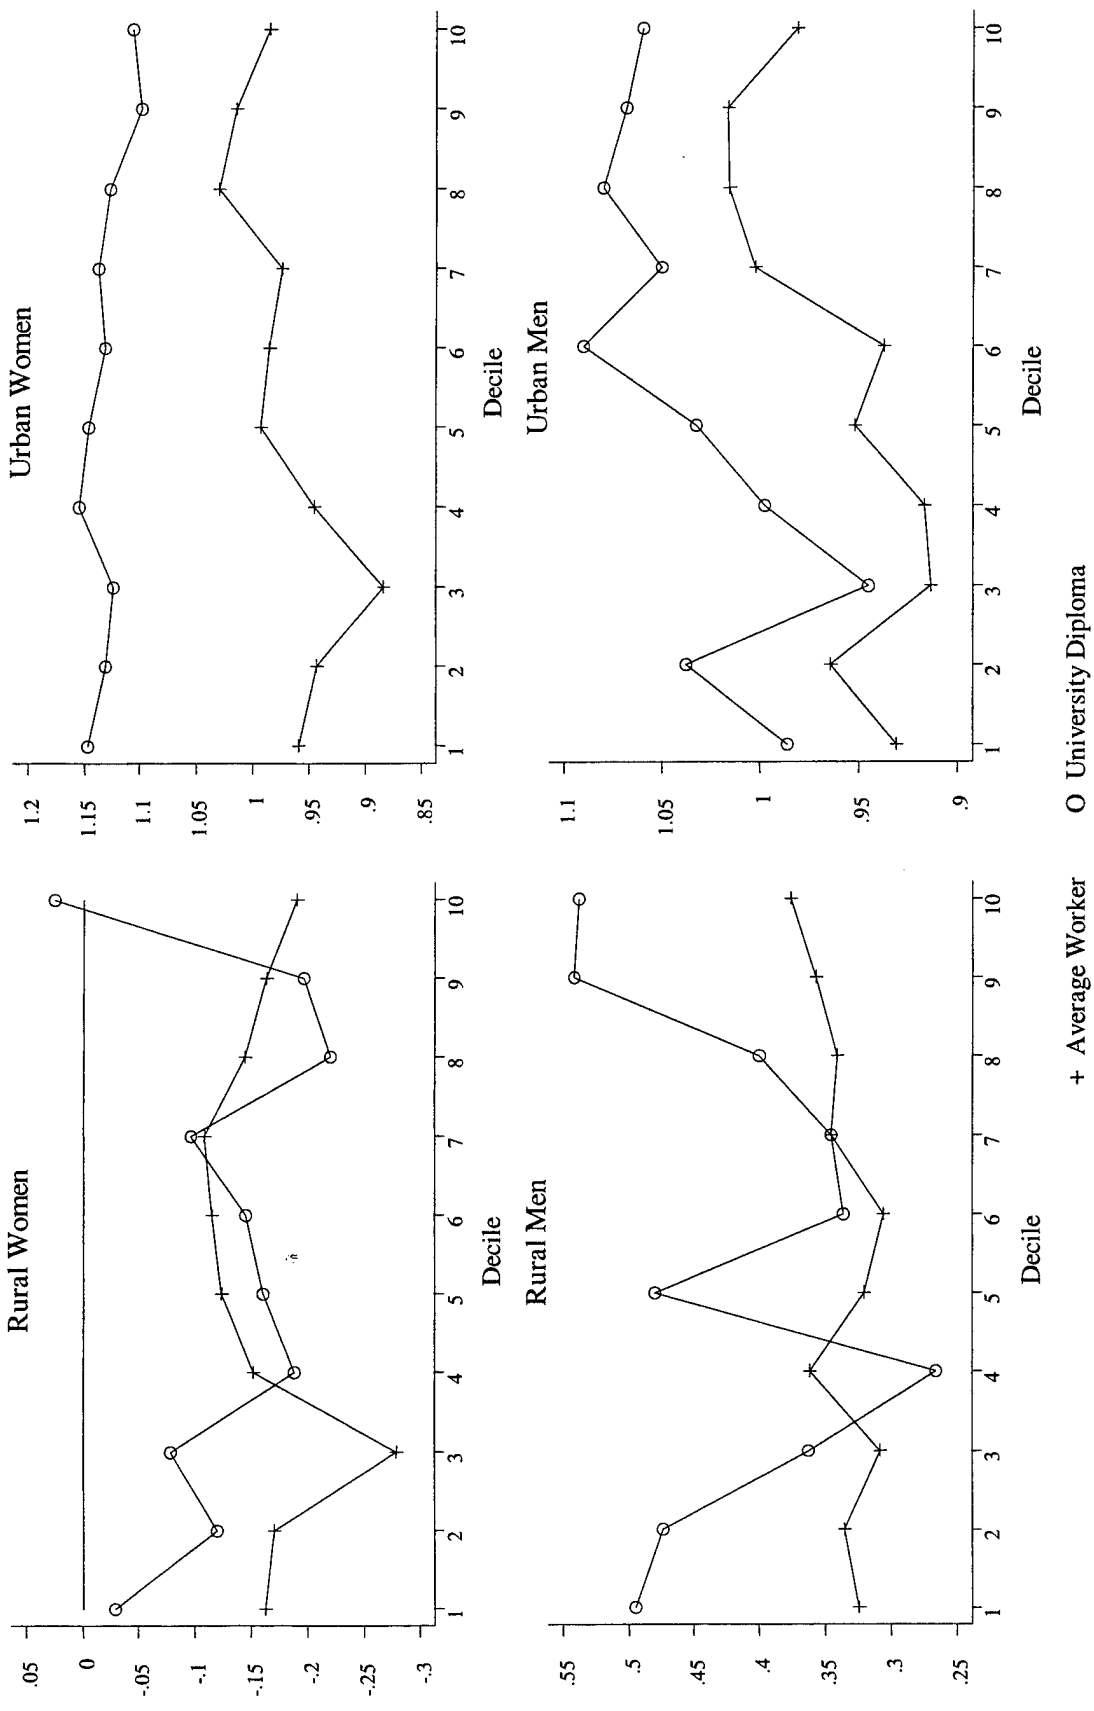 Rural Women
.05
0
-.05
-.1
-.15
-.2
-.25
-.3
1 2 3 4 5 6 7 8 9 10
Decile
Urban Women
1.2
1.15
1.1
1.05
1
.95
.9
.85
1 2 3 4 5 6 7 8 9 10
Decile
Rural Men
.55
.5
.4
.35
.3
.25
1 2 3 4 5 6 7 8 9 10
Decile
Urban Men
1.1
1.05
1
.95
.9
1 2 3 4 5 6 7 8 9 10
Decile
+ Average Worker O University Diploma